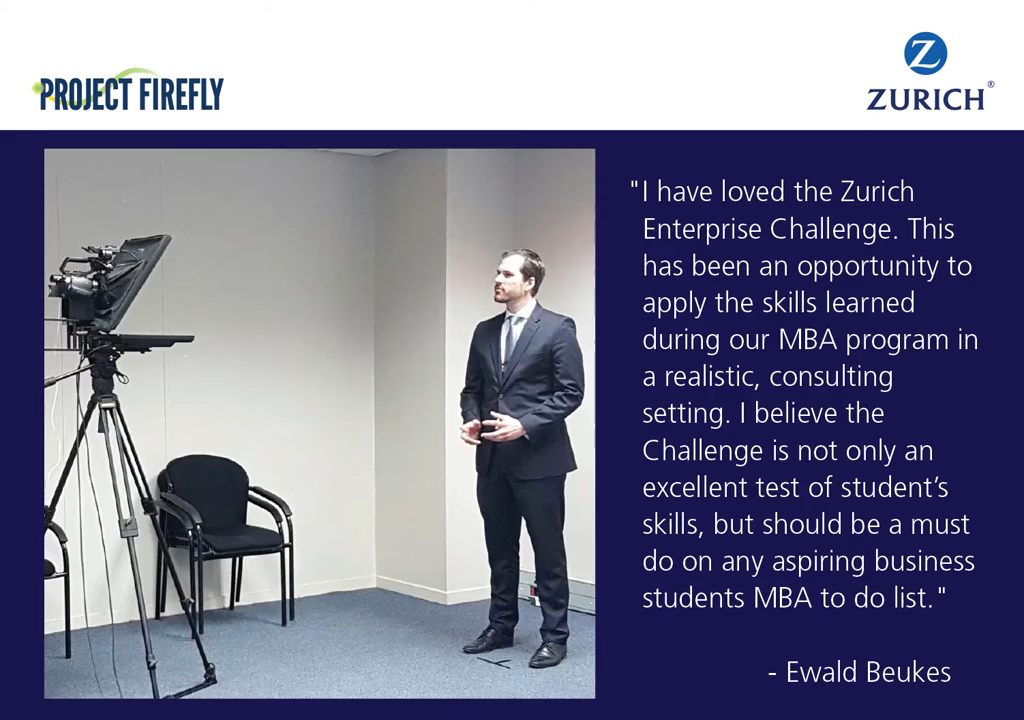 PROJECT FIREFLY
Z
ZURICH®
"I have loved the Zurich
Enterprise Challenge. This
has been an opportunity to
apply the skills learned
during our MBA program in
a realistic, consulting
setting. I believe the
Challenge is not only an
excellent test of student’s
skills, but should be a must
do on any aspiring business
students MBA to do list."
- Ewald Beukes